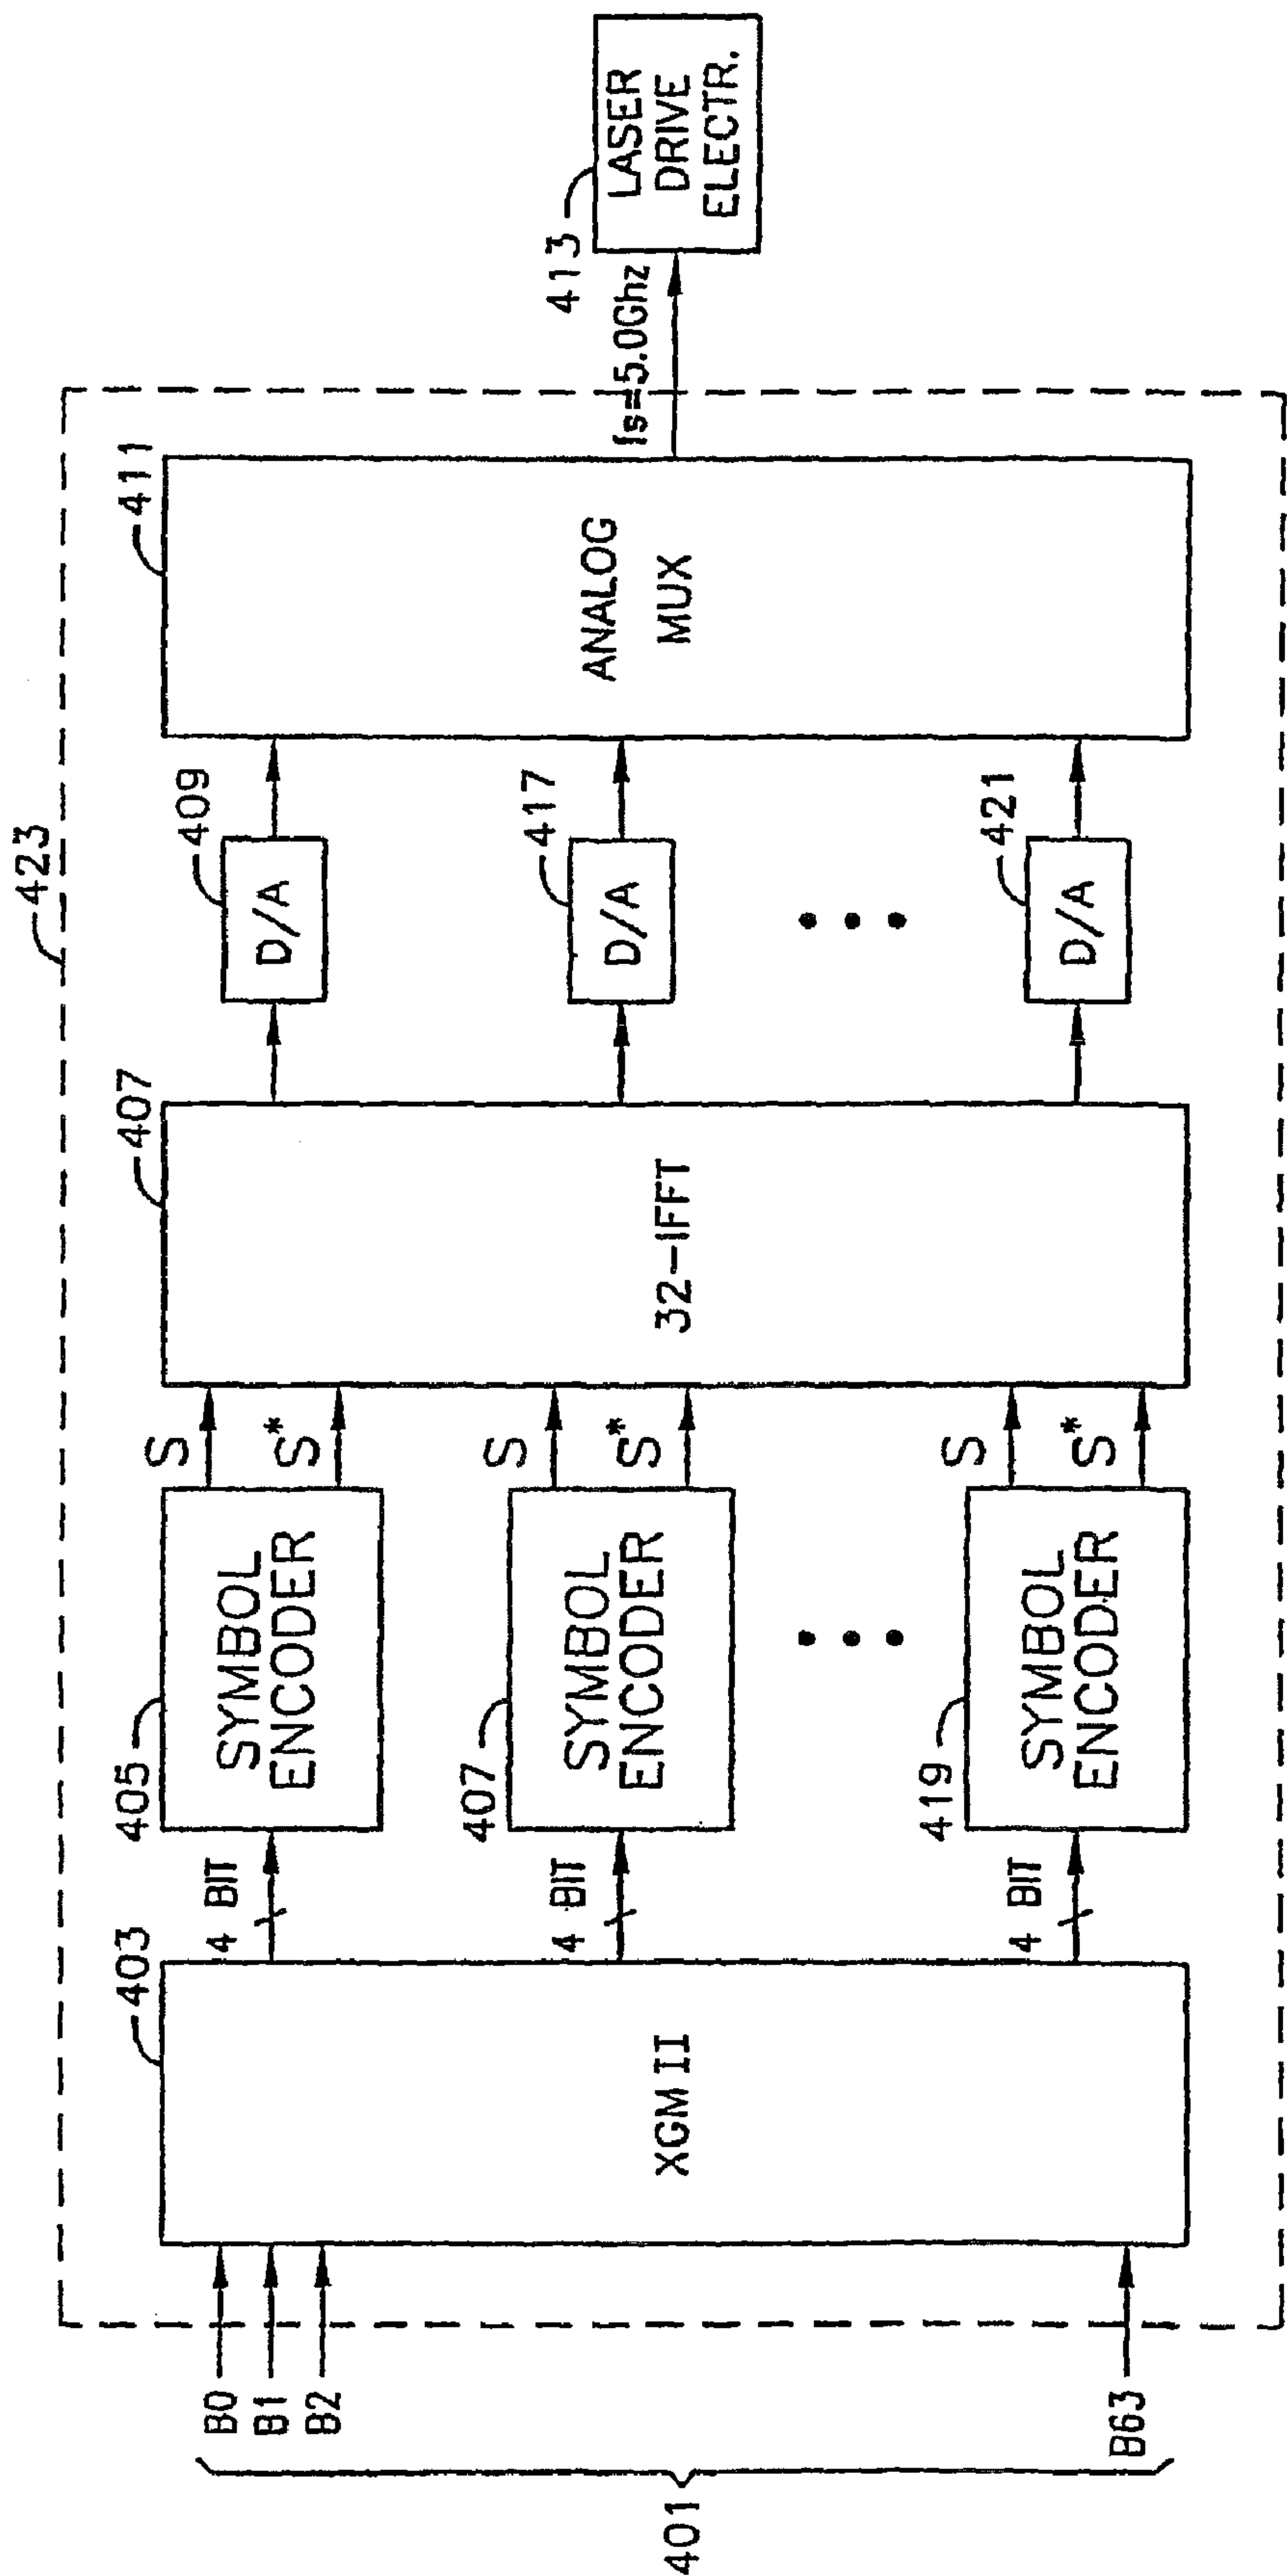 423
401
B0
B1
B2
B63
403
XGM II
4 BIT
4 BIT
4 BIT
405
SYMBOL
ENCODER
407
SYMBOL
ENCODER
419
SYMBOL
ENCODER
S
S*
S
S*
S
S*
407
32-IFFT
409
D/A
417
D/A
421
D/A
411
ANALOG
MUX
fs=5.0Ghz
413
LASER
DRIVE
ELECTR.